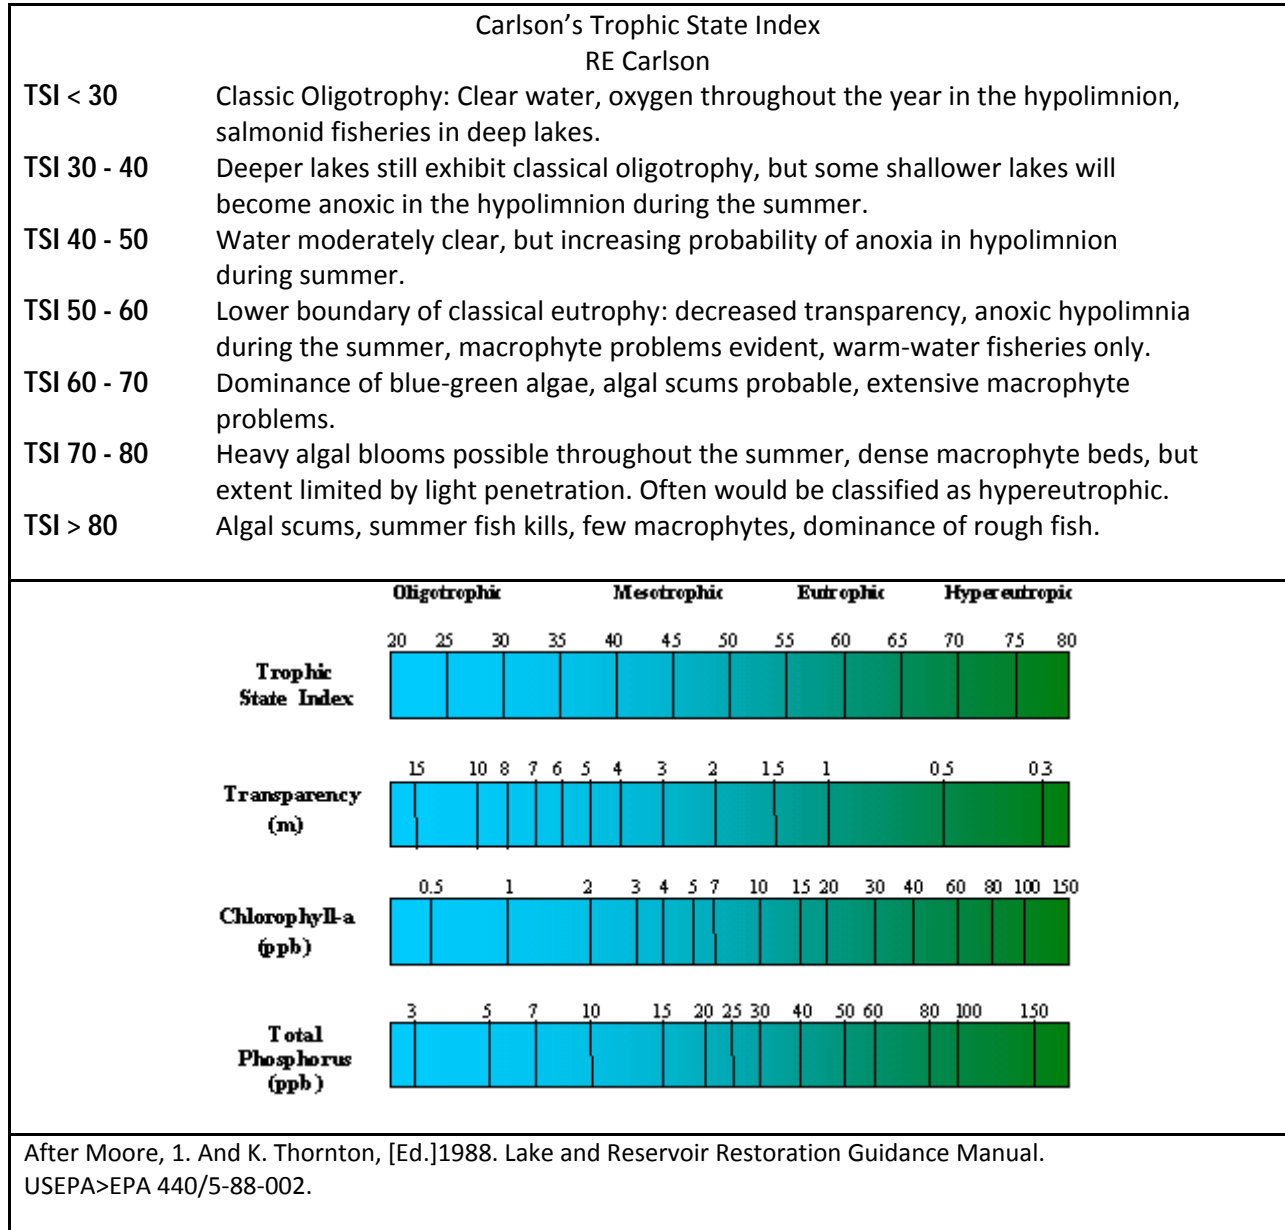 Carlson's Trophic State Index
RE Carlson
TSI < 30 Classic Oligotrophy: Clear water, oxygen throughout the year in the hypolimnion,
salmonid fisheries in deep lakes.
TSI 30 - 40 Deeper lakes still exhibit classical oligotrophy, but some shallower lakes will
become anoxic in the hypolimnion during the summer.
TSI 40 - 50 Water moderately clear, but increasing probability of anoxia in hypolimnion
during summer.
TSI 50 - 60 Lower boundary of classical eutrophy: decreased transparency, anoxic hypolimnia
during the summer, macrophyte problems evident, warm-water fisheries only.
TSI 60 - 70 Dominance of blue-green algae, algal scums probable, extensive macrophyte
problems.
TSI 70 - 80 Heavy algal blooms possible throughout the summer, dense macrophyte beds, but
extent limited by light penetration. Often would be classified as hypereutrophic.
TSI > 80 Algal scums, summer fish kills, few macrophytes, dominance of rough fish.
Oligotrophic Mesotrophic Eutrophic Hypereutropic
20 25 30 35 40 45 50 55 60 65 70 75 80
Trophic
State Index
15 10 8 7 6 5 4 3 2 1.5 1 0.5 0.3
Transparency
(m)
0.5 1 2 3 4 5 7 10 15 20 30 40 60 80 100 150
Chlorophyll-a
(ppb)
3 5 7 10 15 20 25 30 40 50 60 80 100 150
Total
Phosphorus
(ppb)
After Moore, 1. And K. Thornton, [Ed.]1988. Lake and Reservoir Restoration Guidance Manual.
USEPA>EPA 440/5-88-002.